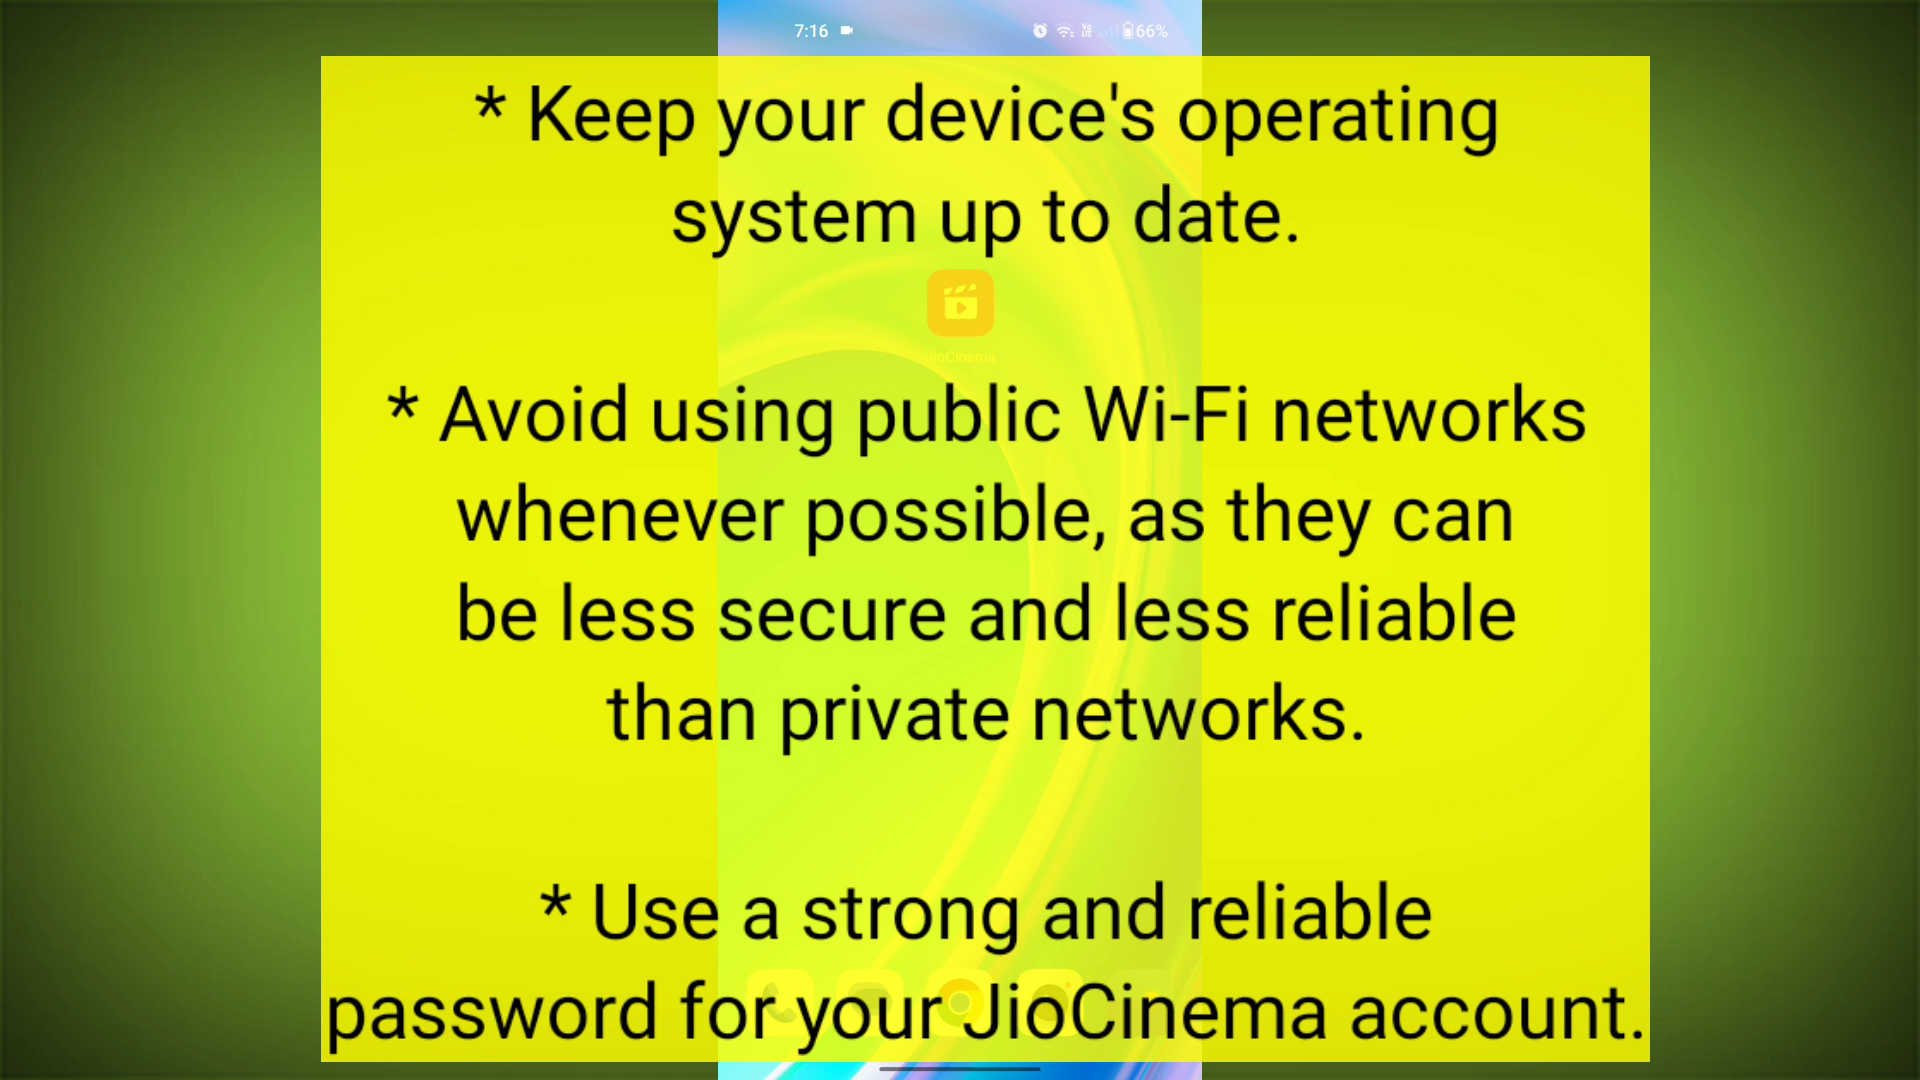 7:16
Vo LTE 66%
* Keep your device's operating
system up to date.
JioCinema
* Avoid using public Wi-Fi networks
whenever possible, as they can
be less secure and less reliable
than private networks.
* Use a strong and reliable
password for your JioCinema account.